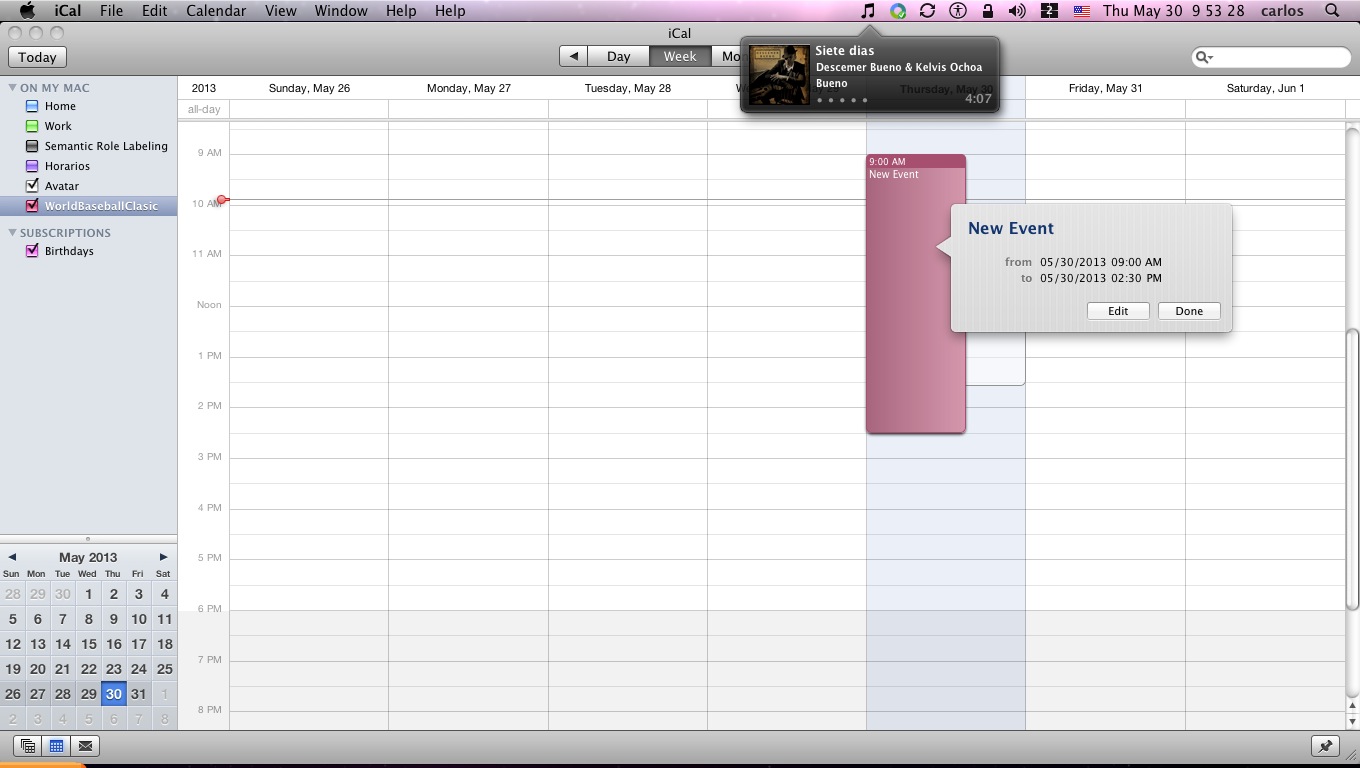 iCal File Edit Calendar View Window Help Help 2 Thu May 30 9 53 28 carlos
iCal
Today
◀ Day Week Mo
Siete dias
Descemer Bueno & Kelvis Ochoa
Bueno
4:07
2013 Sunday, May 26 Monday, May 27 Tuesday, May 28 Thursday, May 30 Friday, May 31 Saturday, Jun 1
all-day
ON MY MAC
Home
Work
Semantic Role Labeling
Horarios
Avatar
WorldBaseballClasic
SUBSCRIPTIONS
Birthdays
9 AM
10 AM
11 AM
Noon
1 PM
2 PM
3 PM
4 PM
5 PM
6 PM
7 PM
8 PM
9:00 AM
New Event
New Event
from 05/30/2013 09:00 AM
to 05/30/2013 02:30 PM
Edit Done
◀ May 2013 ▶
Sun Mon Tue Wed Thu Fri Sat
28 29 30 1 2 3 4
5 6 7 8 9 10 11
12 13 14 15 16 17 18
19 20 21 22 23 24 25
26 27 28 29 30 31 1
2 3 4 5 6 7 8